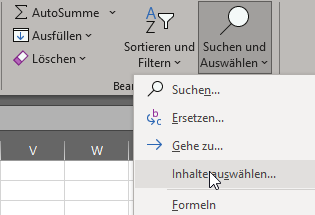 AutoSumme
Ausfüllen
Löschen
Sortieren und
Filtern
Suchen und
Auswählen
Suchen...
Ersetzen...
Gehe zu...
Inhalte auswählen...
Formeln
V W